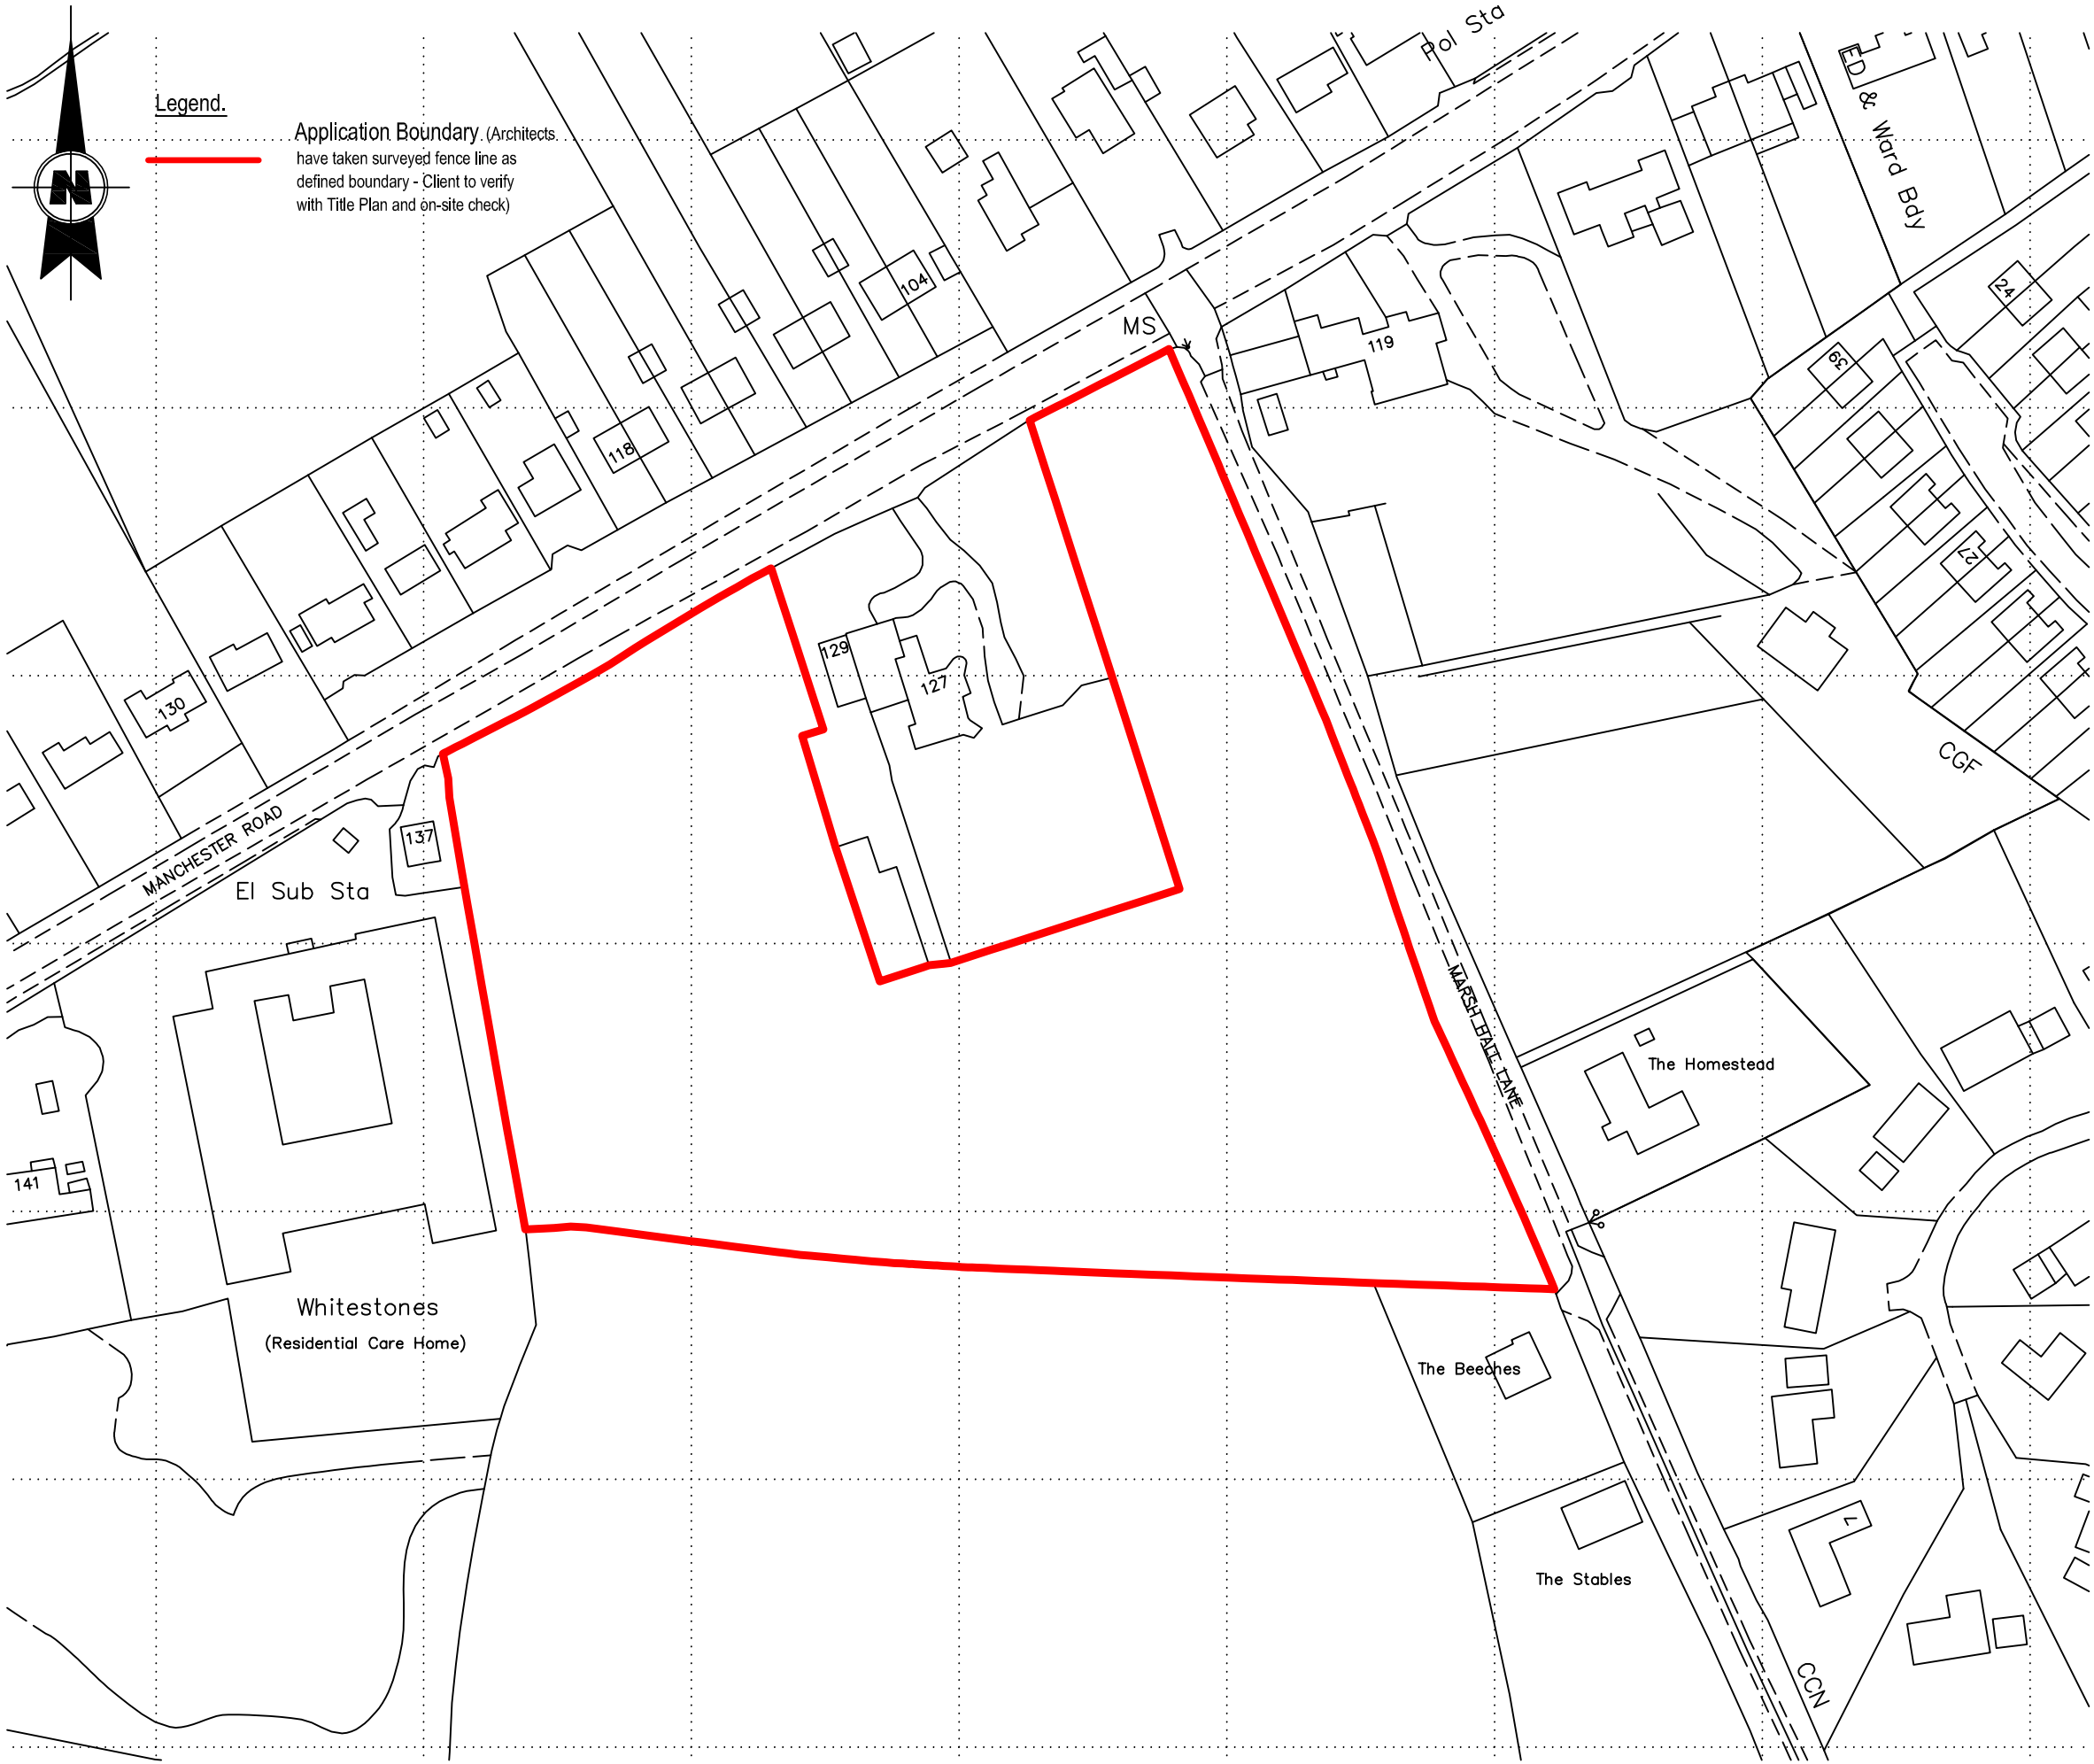 Pol Sta
ED & Ward Bdy
Legend.
Application Boundary (Architects
have taken surveyed fence line as
defined boundary - Client to verify
with Title Plan and on-site check)
N
24
104
MS
119
39
118
27
129
127
130
CGF
MANCHESTER ROAD
137
El Sub Sta
MARSH HALL LANE
The Homestead
141
Whitestones
(Residential Care Home)
The Beeches
7
The Stables
CCN